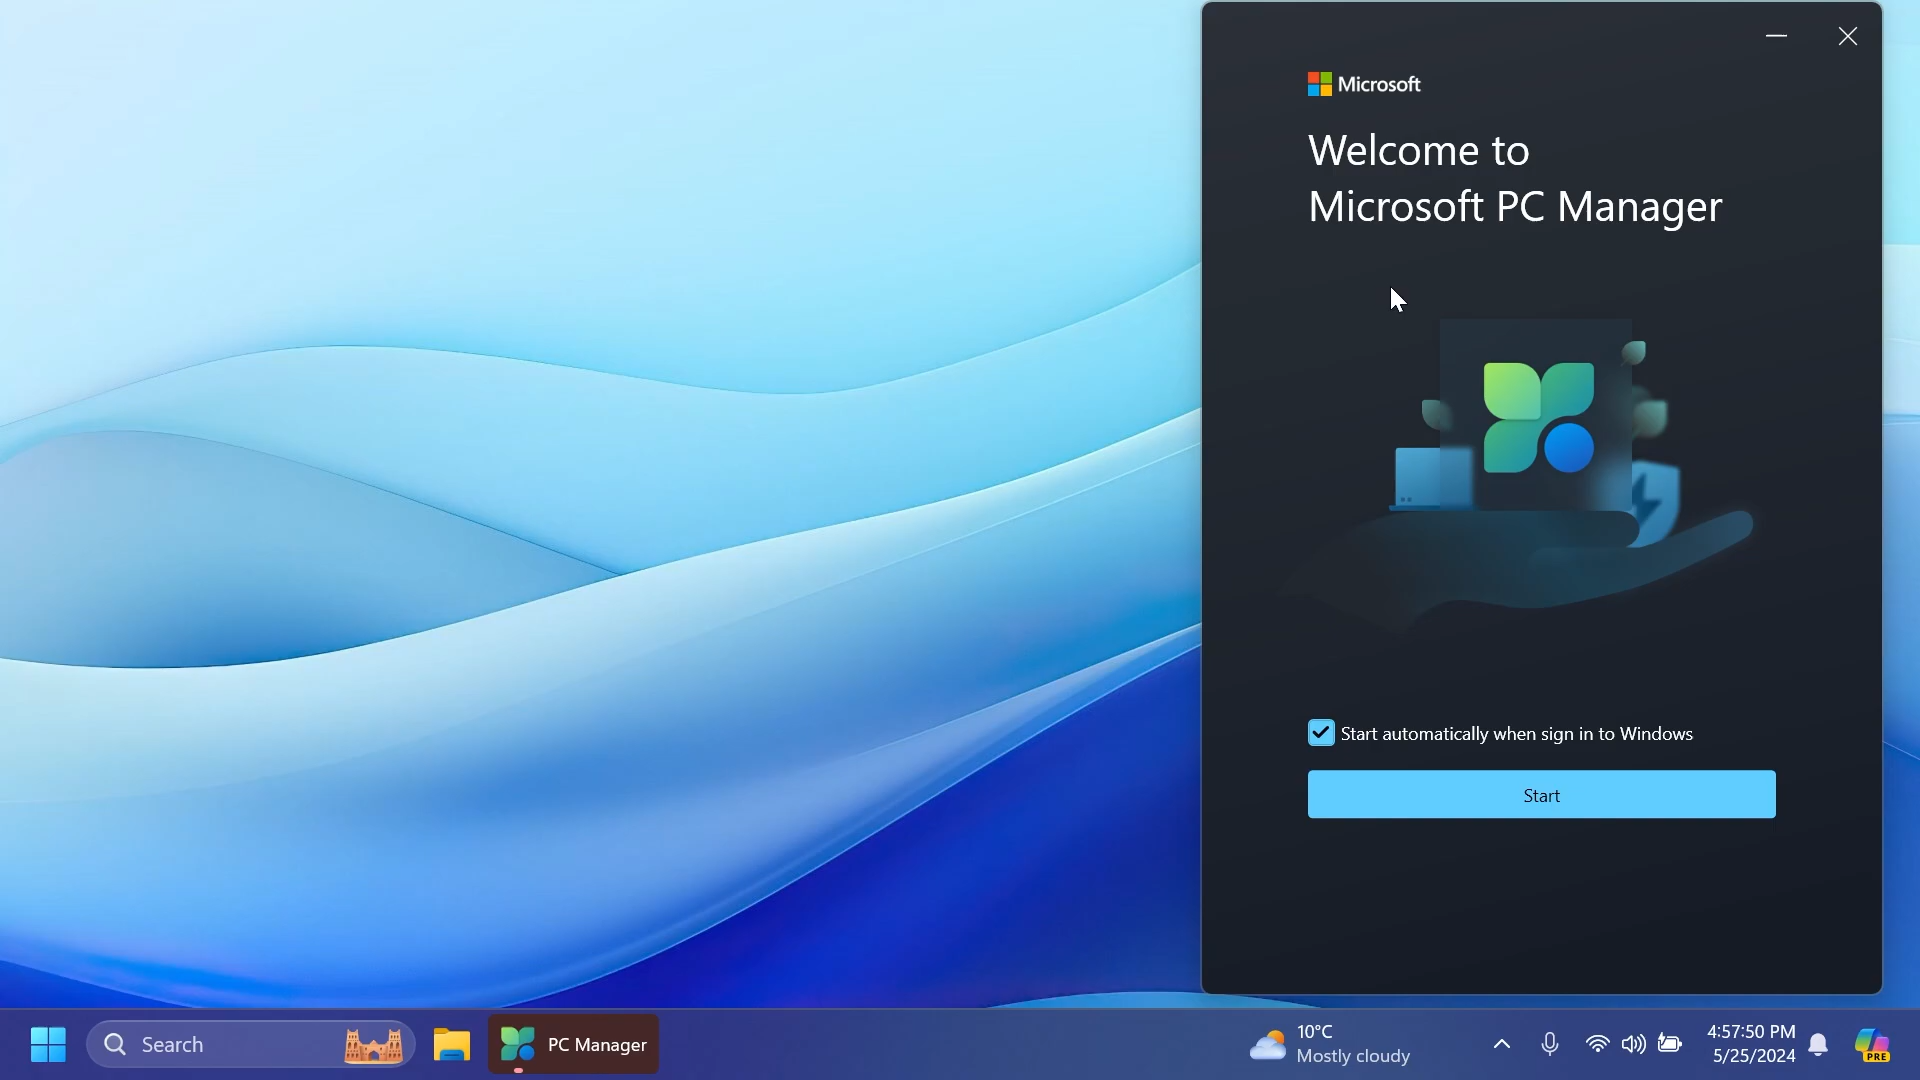 Microsoft
Welcome to
Microsoft PC Manager
Start automatically when sign in to Windows
Start
Search
PC Manager
10°C
Mostly cloudy
4:57:50 PM
5/25/2024
PRE